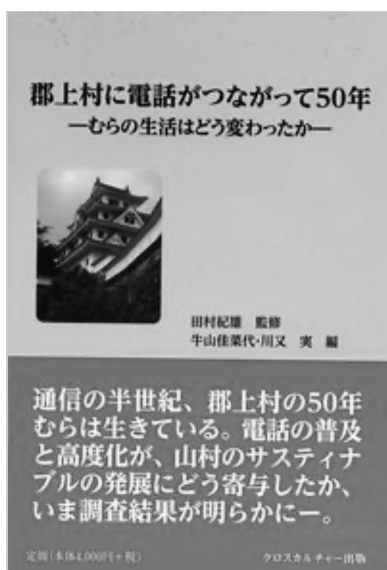 郡上村に電話がつながって50年
―むらの生活はどう変わったか―
田村紀雄 監修
牛山佳菜代・川又 実 編
通信の半世紀、郡上村の50年
むらは生きている。電話の普及
と高度化が、山村のサスティナ
ブルの発展にどう寄与したか、
いま調査結果が明らかにー。
定価(本体4,000円+税)
クロスカルチャー出版